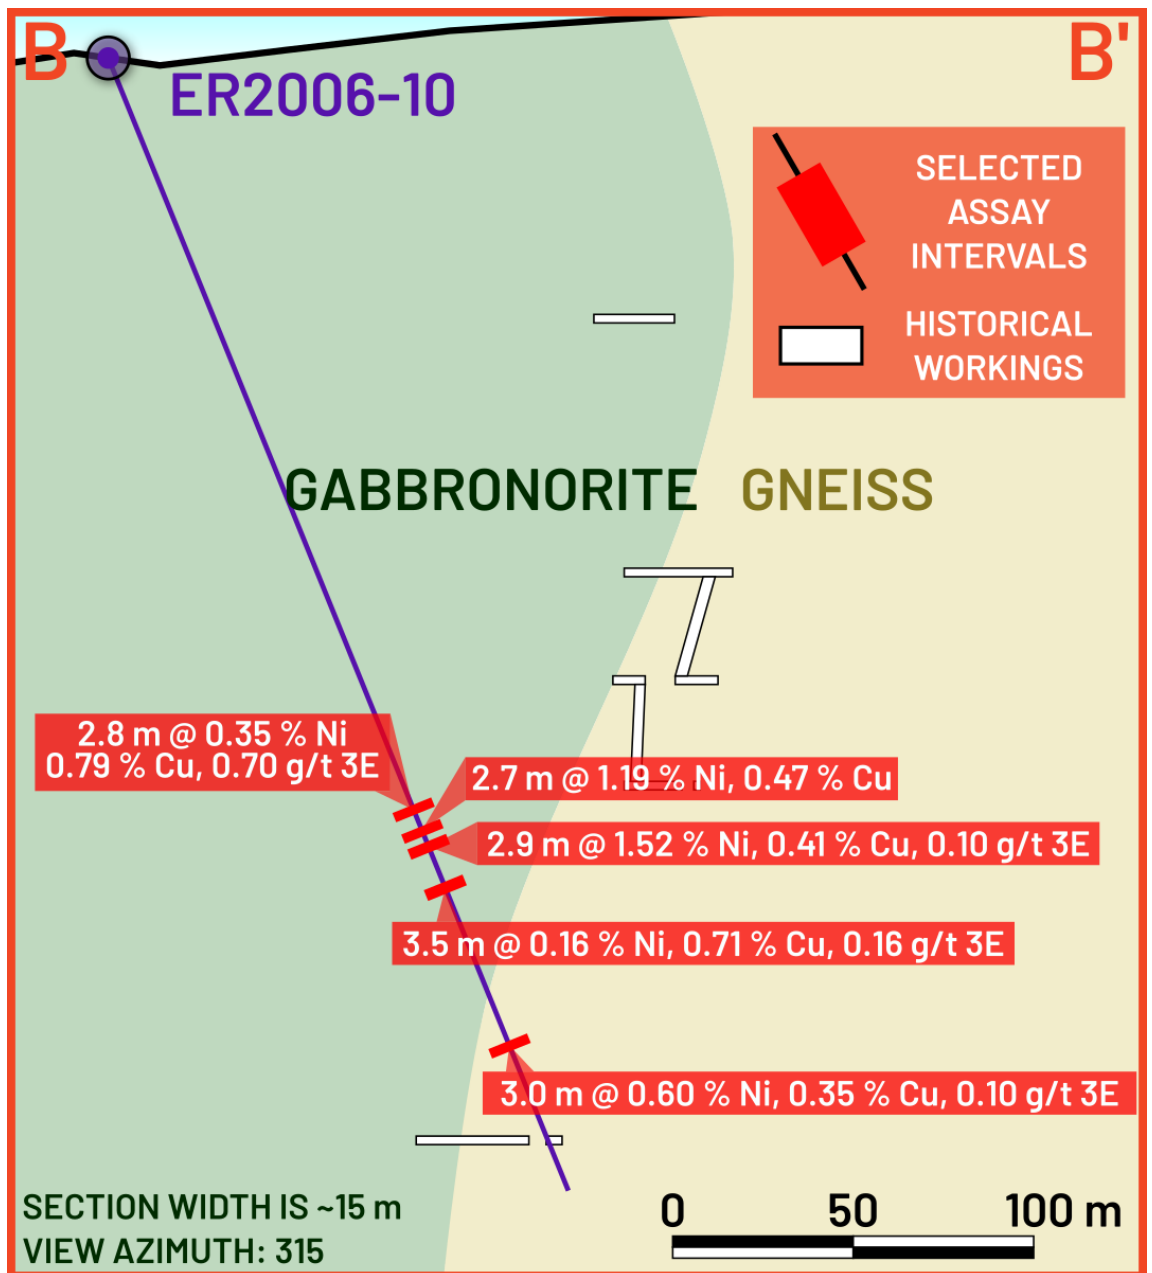 B
B'
ER2006-10
SELECTED
ASSAY
INTERVALS
HISTORICAL
WORKINGS
GABBRONORITE
GNEISS
2.8 m @ 0.35 % Ni
0.79 % Cu, 0.70 g/t 3E
2.7 m @ 1.19 % Ni, 0.47 % Cu
2.9 m @ 1.52 % Ni, 0.41 % Cu, 0.10 g/t 3E
3.5 m @ 0.16 % Ni, 0.71 % Cu, 0.16 g/t 3E
3.0 m @ 0.60 % Ni, 0.35 % Cu, 0.10 g/t 3E
SECTION WIDTH IS ~15 m
VIEW AZIMUTH: 315
0 50 100 m